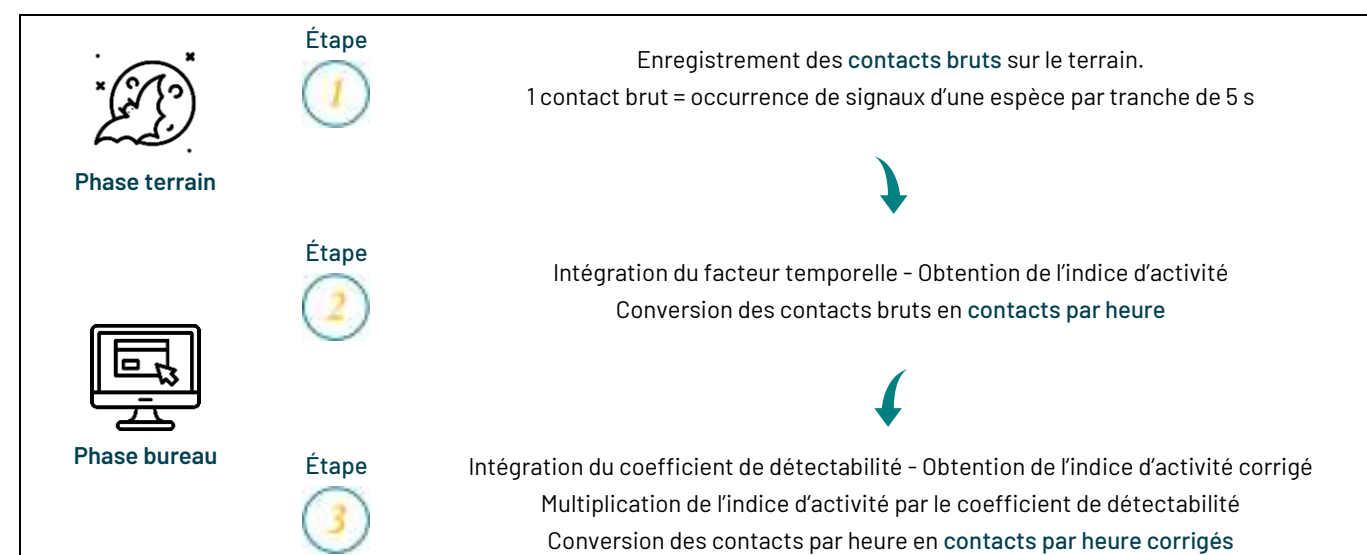 Étape
1
Enregistrement des contacts bruts sur le terrain.
1 contact brut = occurrence de signaux d'une espèce par tranche de 5 s
Phase terrain
Étape
2
Intégration du facteur temporelle - Obtention de l'indice d'activité
Conversion des contacts bruts en contacts par heure
Phase bureau
Étape
3
Intégration du coefficient de détectabilité - Obtention de l'indice d'activité corrigé
Multiplication de l'indice d'activité par le coefficient de détectabilité
Conversion des contacts par heure en contacts par heure corrigés